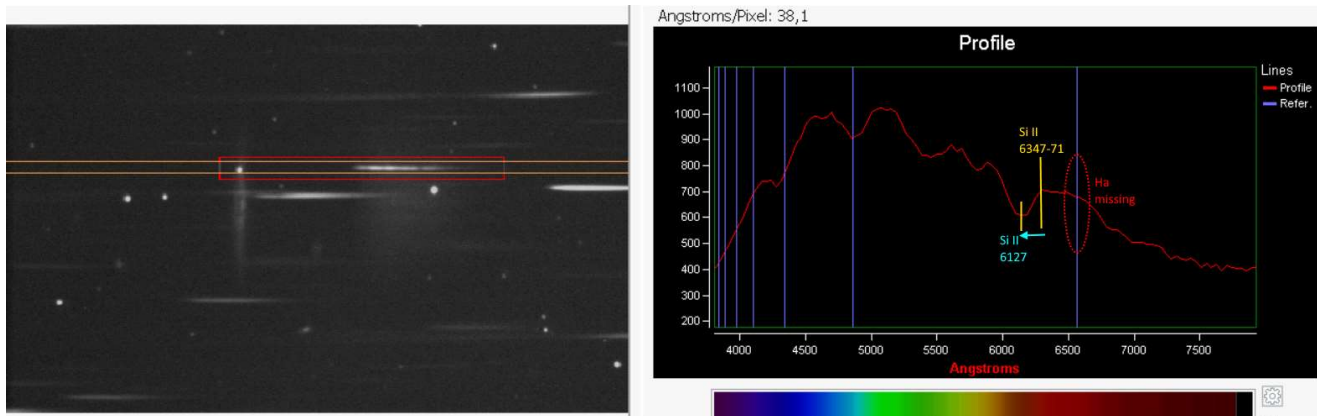 Angstroms/Pixel: 38,1
Profile
Lines
Profile
Refer.
1100
1000
900
800
700
600
500
400
300
200
Si II
6347-71
Ha
missing
Si II
6127
4000 4500 5000 5500 6000 6500 7000 7500
Angstroms